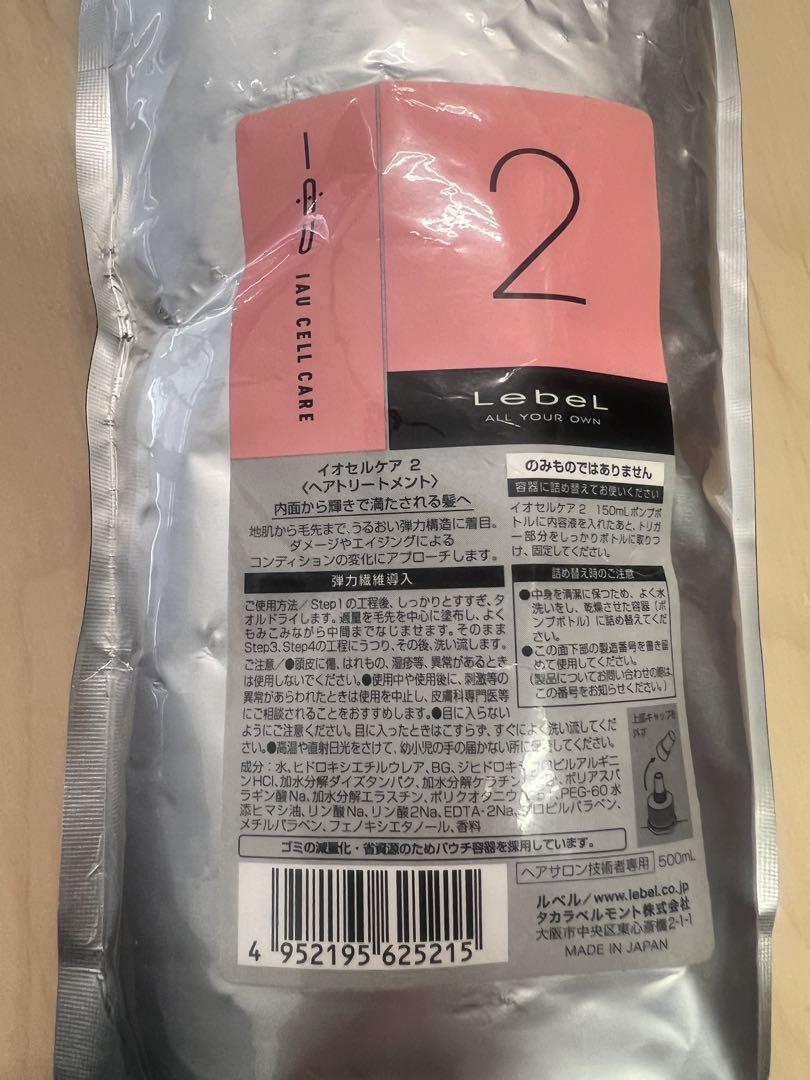 IAU CELL CARE
2
LebeL
ALL YOUR OWN
イオセルケア 2
〈ヘアトリートメント〉
内面から輝きで満たされる髪へ
地肌から毛先まで、うるおい弾力構造に着目。
ダメージやエイジングによる
コンディションの変化にアプローチします。
弾力繊維導入
ご使用方法／Step1の工程後、しっかりとすすぎ、タ
オルドライします。適量を毛先を中心に塗布し、よく
もみこみながら中間までなじませます。そのまま
Step3、Step4の工程にうつり、その後、洗い流します。
ご注意／●頭皮に傷、はれもの、湿疹等、異常があるとき
は使用しないでください。●使用中や使用後に、刺激等の
異常があらわれたときは使用を中止し、皮膚科専門医等
にご相談されることをおすすめします。●目に入らない
ようにご注意ください。目に入ったときはこすらず、すぐによく洗い流してくだ
さい。●高温や直射日光をさけて、幼小児の手の届かない所に してください。
のみものではありません
容器に詰め替えてお使いください
イオセルケア2 150mLポンプボ
トルに内容液を入れたあと、トリガ
ー部分をしっかりボトルに取りつ
け、固定してください。
詰め替え時のご注意
●中身を清潔に保つため、よく水
洗いをし、乾燥させた容器（ポ
ンプボトル）に詰め替えてくだ
さい。
●この面下部の製造番号を書き留
めて使用してください。
（製品についてお問い合わせの際は、
この番号をお知らせください。）
上部キャップを
外す
成分：水、ヒドロキシエチルウレア、BG、ジヒドロキシプロピルアルギニ
ンHCl、加水分解ダイズタンパク、加水分解ケラチン ポリアスパ
ラギン酸Na、加水分解エラスチン、ポリクオタニウム PEG-60水
添ヒマシ油、リン酸Na、リン酸2Na、EDTA-2Na、プロピルパラベン、
メチルパラベン、フェノキシエタノール、香料
ゴミの減量化・省資源のためパウチ容器を採用しています。
ヘアサロン技術者専用 500mL
ルベル／www.lebel.co.jp
タカラベルモント株式会社
大阪市中央区東心斎橋2-1-1
MADE IN JAPAN
4 952195 625215